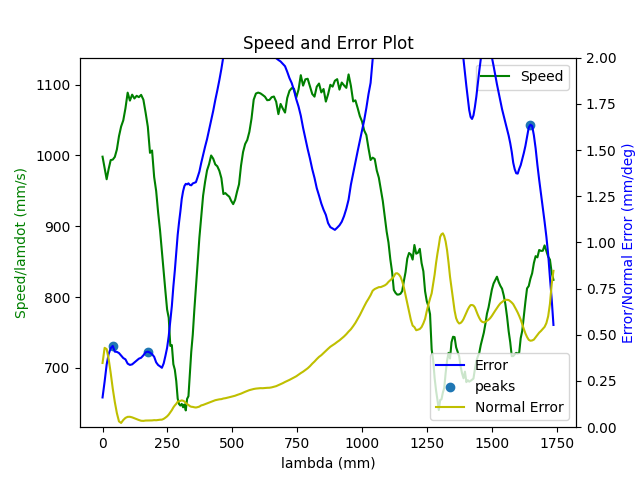 Speed and Error Plot
Speed/lamdot (mm/s)
1100
1000
900
800
700
Speed
2.00
1.75
1.50
1.25
1.00
0.75
0.50
0.25
0.00
Error/Normal Error (mm/deg)
Error
peaks
Normal Error
0 250 500 750 1000 1250 1500 1750
lambda (mm)